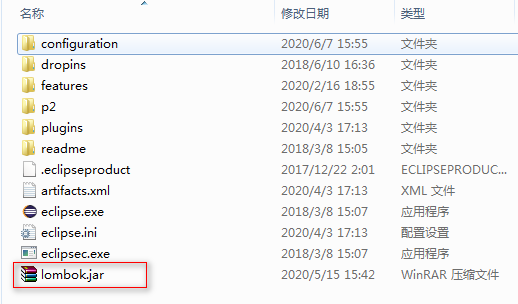 名称 修改日期 类型
configuration 2020/6/7 15:55 文件夹
dropins 2018/6/10 16:36 文件夹
features 2020/2/16 18:55 文件夹
p2 2020/6/7 15:55 文件夹
plugins 2020/4/3 17:13 文件夹
readme 2018/3/8 15:05 文件夹
.eclipseproduct 2017/12/22 2:01 ECLIPSEPRODUC...
artifacts.xml 2020/4/3 17:13 XML 文件
eclipse.exe 2018/3/8 15:07 应用程序
eclipse.ini 2020/4/3 17:13 配置设置
eclipsec.exe 2018/3/8 15:07 应用程序
lombok.jar 2020/5/15 15:42 WinRAR 压缩文件